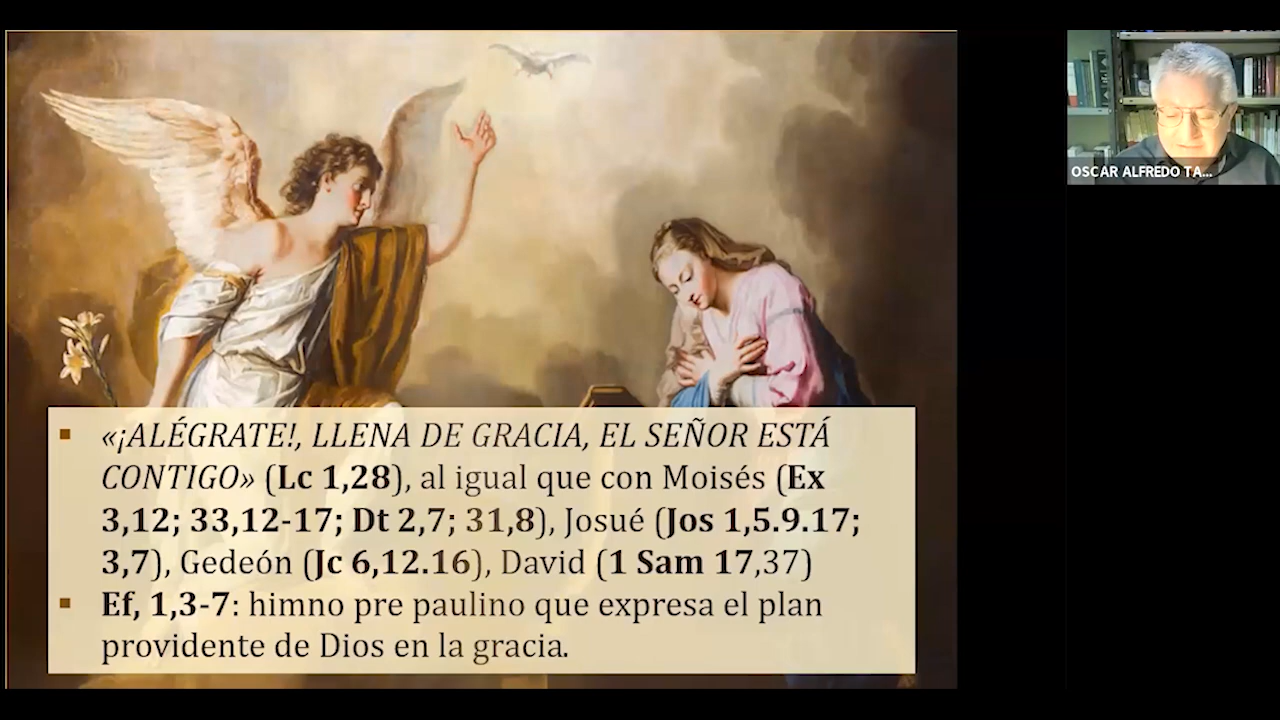 «¡ALÉGRATE!, LLENA DE GRACIA, EL SEÑOR ESTÁ
CONTIGO» (Lc 1,28), al igual que con Moisés (Ex
3,12; 33,12-17; Dt 2,7; 31,8), Josué (Jos 1,5.9.17;
3,7), Gedeón (Jc 6,12.16), David (1 Sam 17,37)
Ef, 1,3-7: himno pre paulino que expresa el plan
providente de Dios en la gracia.
OSCAR ALFREDO TA...